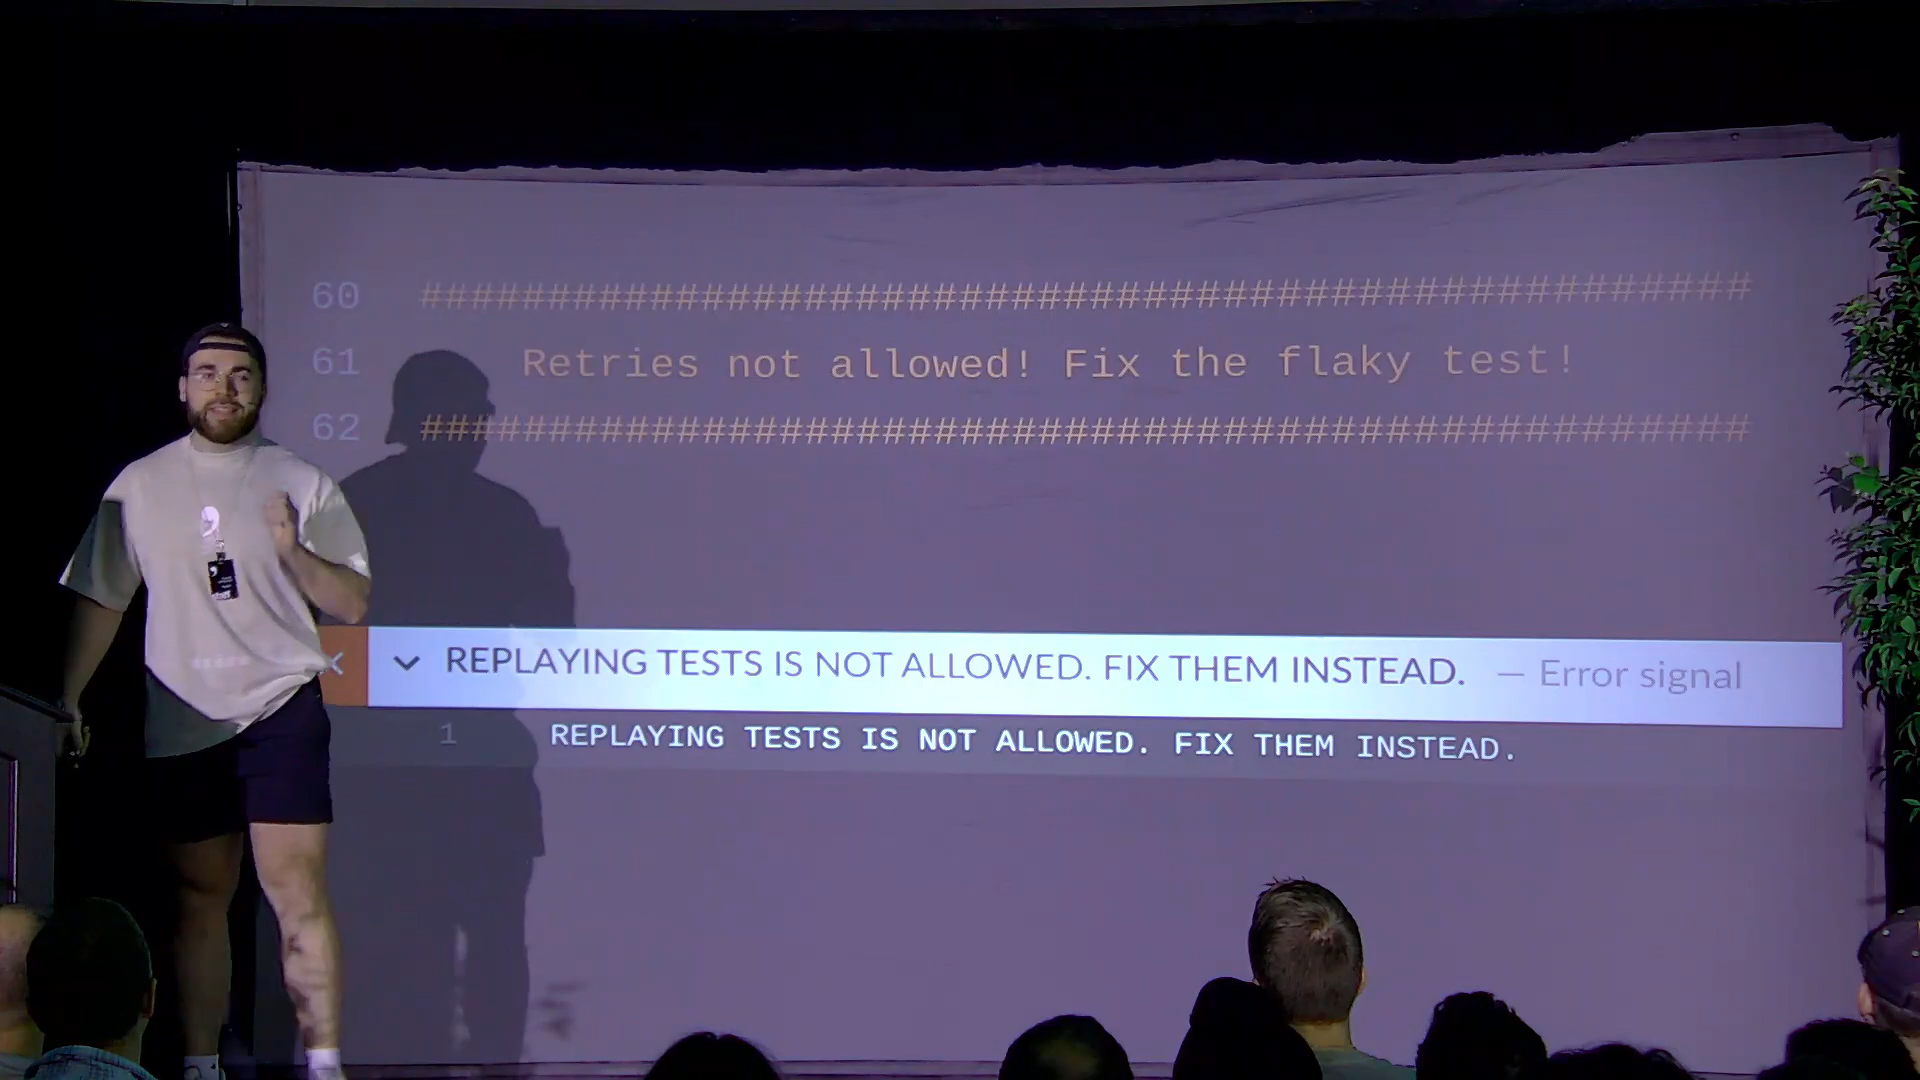 60 ####################################################
61 Retries not allowed! Fix the flaky test!
62 ####################################################
REPLAYING TESTS IS NOT ALLOWED. FIX THEM INSTEAD. — Error signal
1 REPLAYING TESTS IS NOT ALLOWED. FIX THEM INSTEAD.